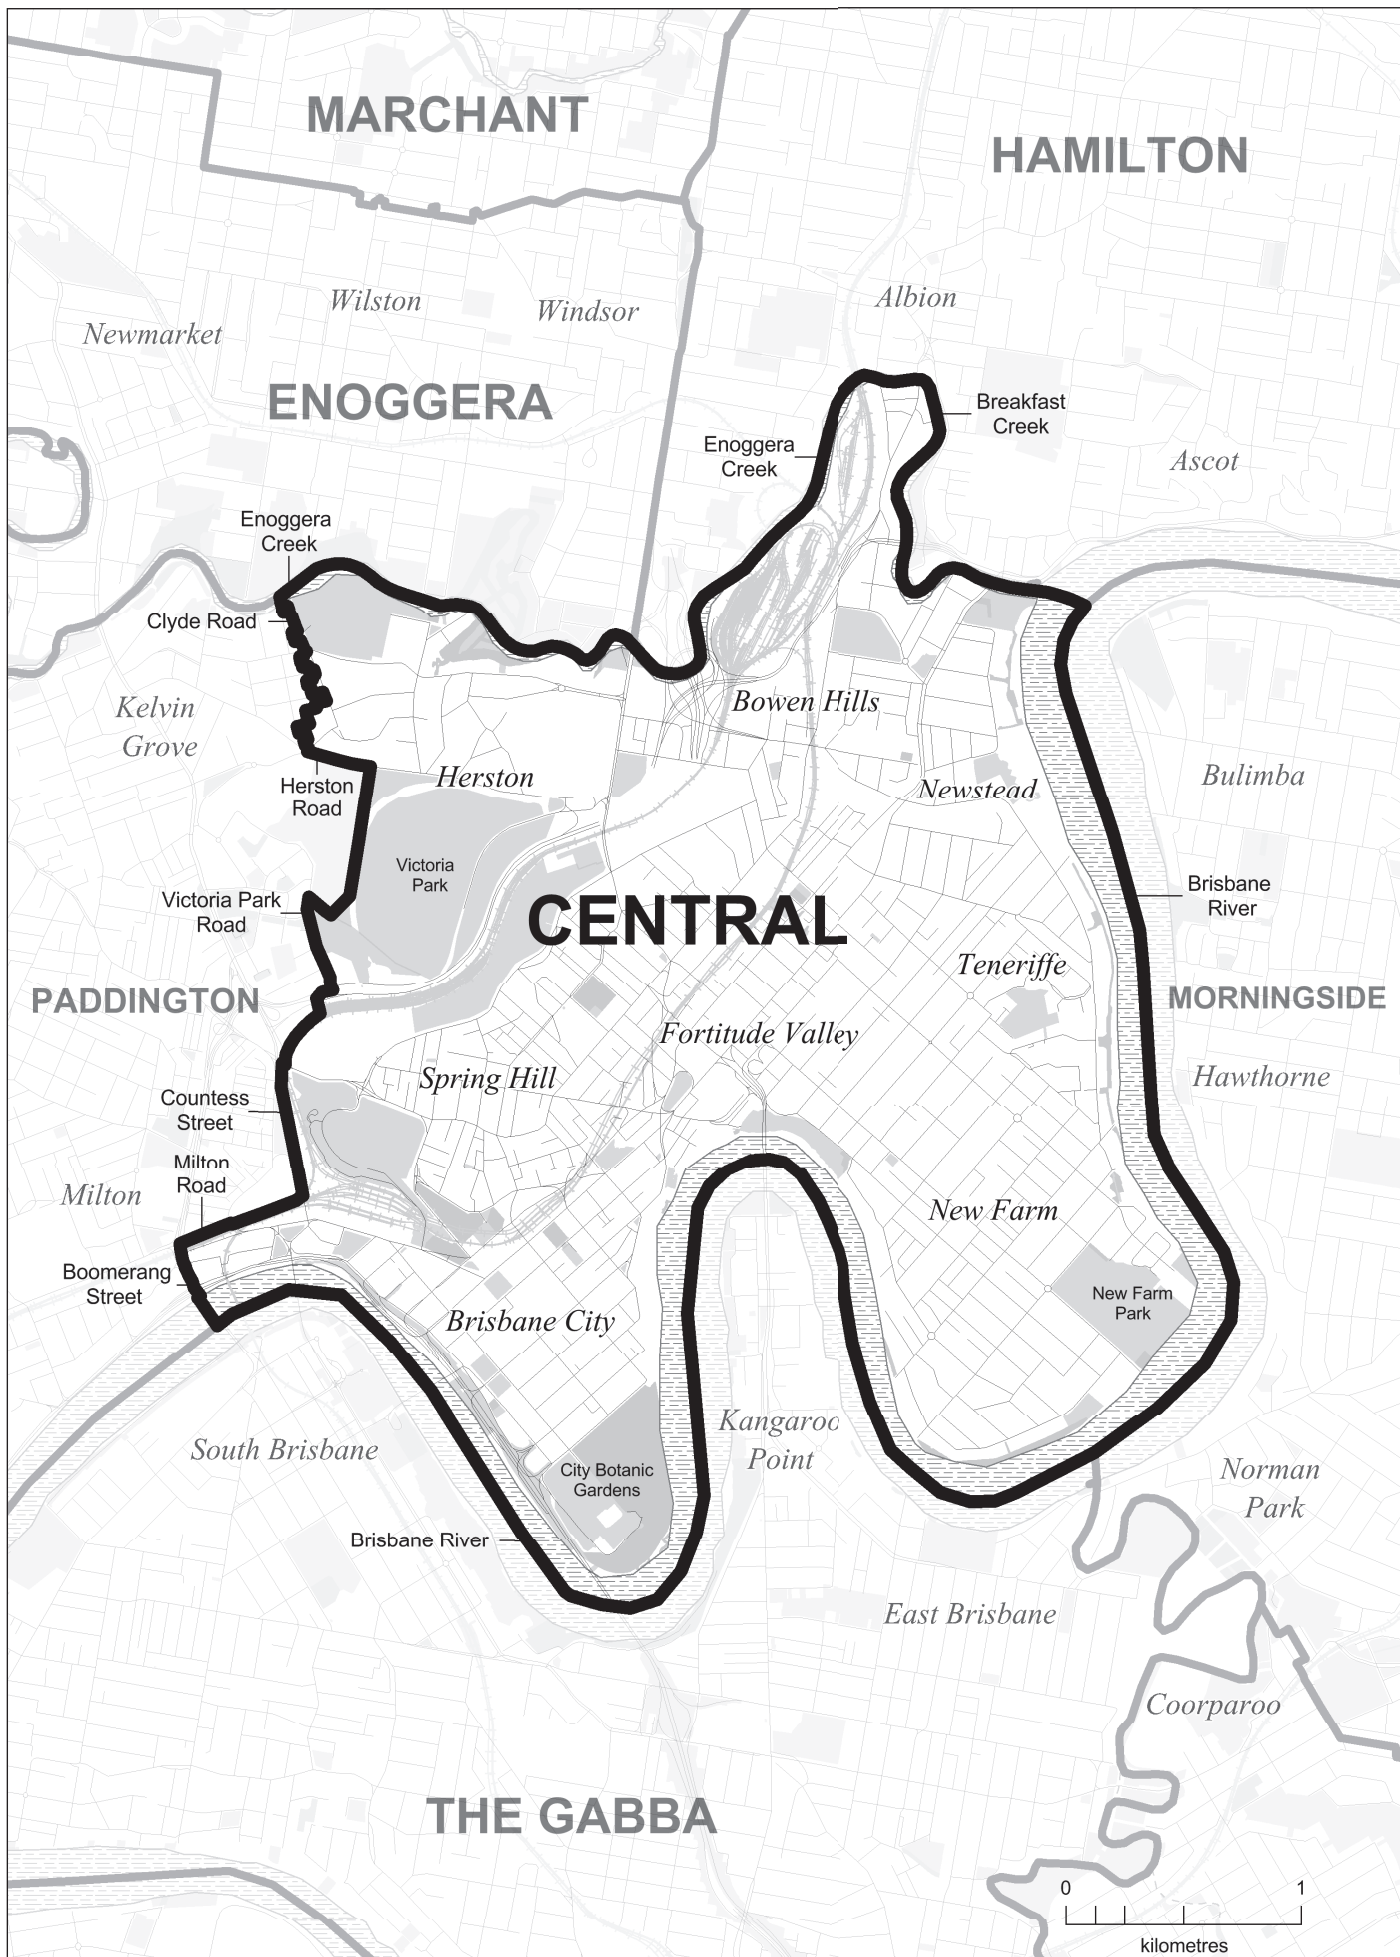 MARCHANT
HAMILTON
Wilston
Windsor
Albion
Newmarket
ENOGGERA
Breakfast
Creek
Enoggera
Creek
Ascot
Enoggera
Creek
Clyde Road
Kelvin
Grove
Bowen Hills
Herston
Road
Herston
Newstead
Bulimba
Victoria
Park
Victoria Park
Road
CENTRAL
Brisbane
River
PADDINGTON
Teneriffe
MORNINGSIDE
Fortitude Valley
Spring Hill
Hawthorne
Countess
Street
Milton
Road
Milton
New Farm
Boomerang
Street
New Farm
Park
Brisbane City
South Brisbane
Kangaroo
Point
City Botanic
Gardens
Norman
Park
Brisbane River
East Brisbane
Coorparoo
THE GABBA
0 1
kilometres